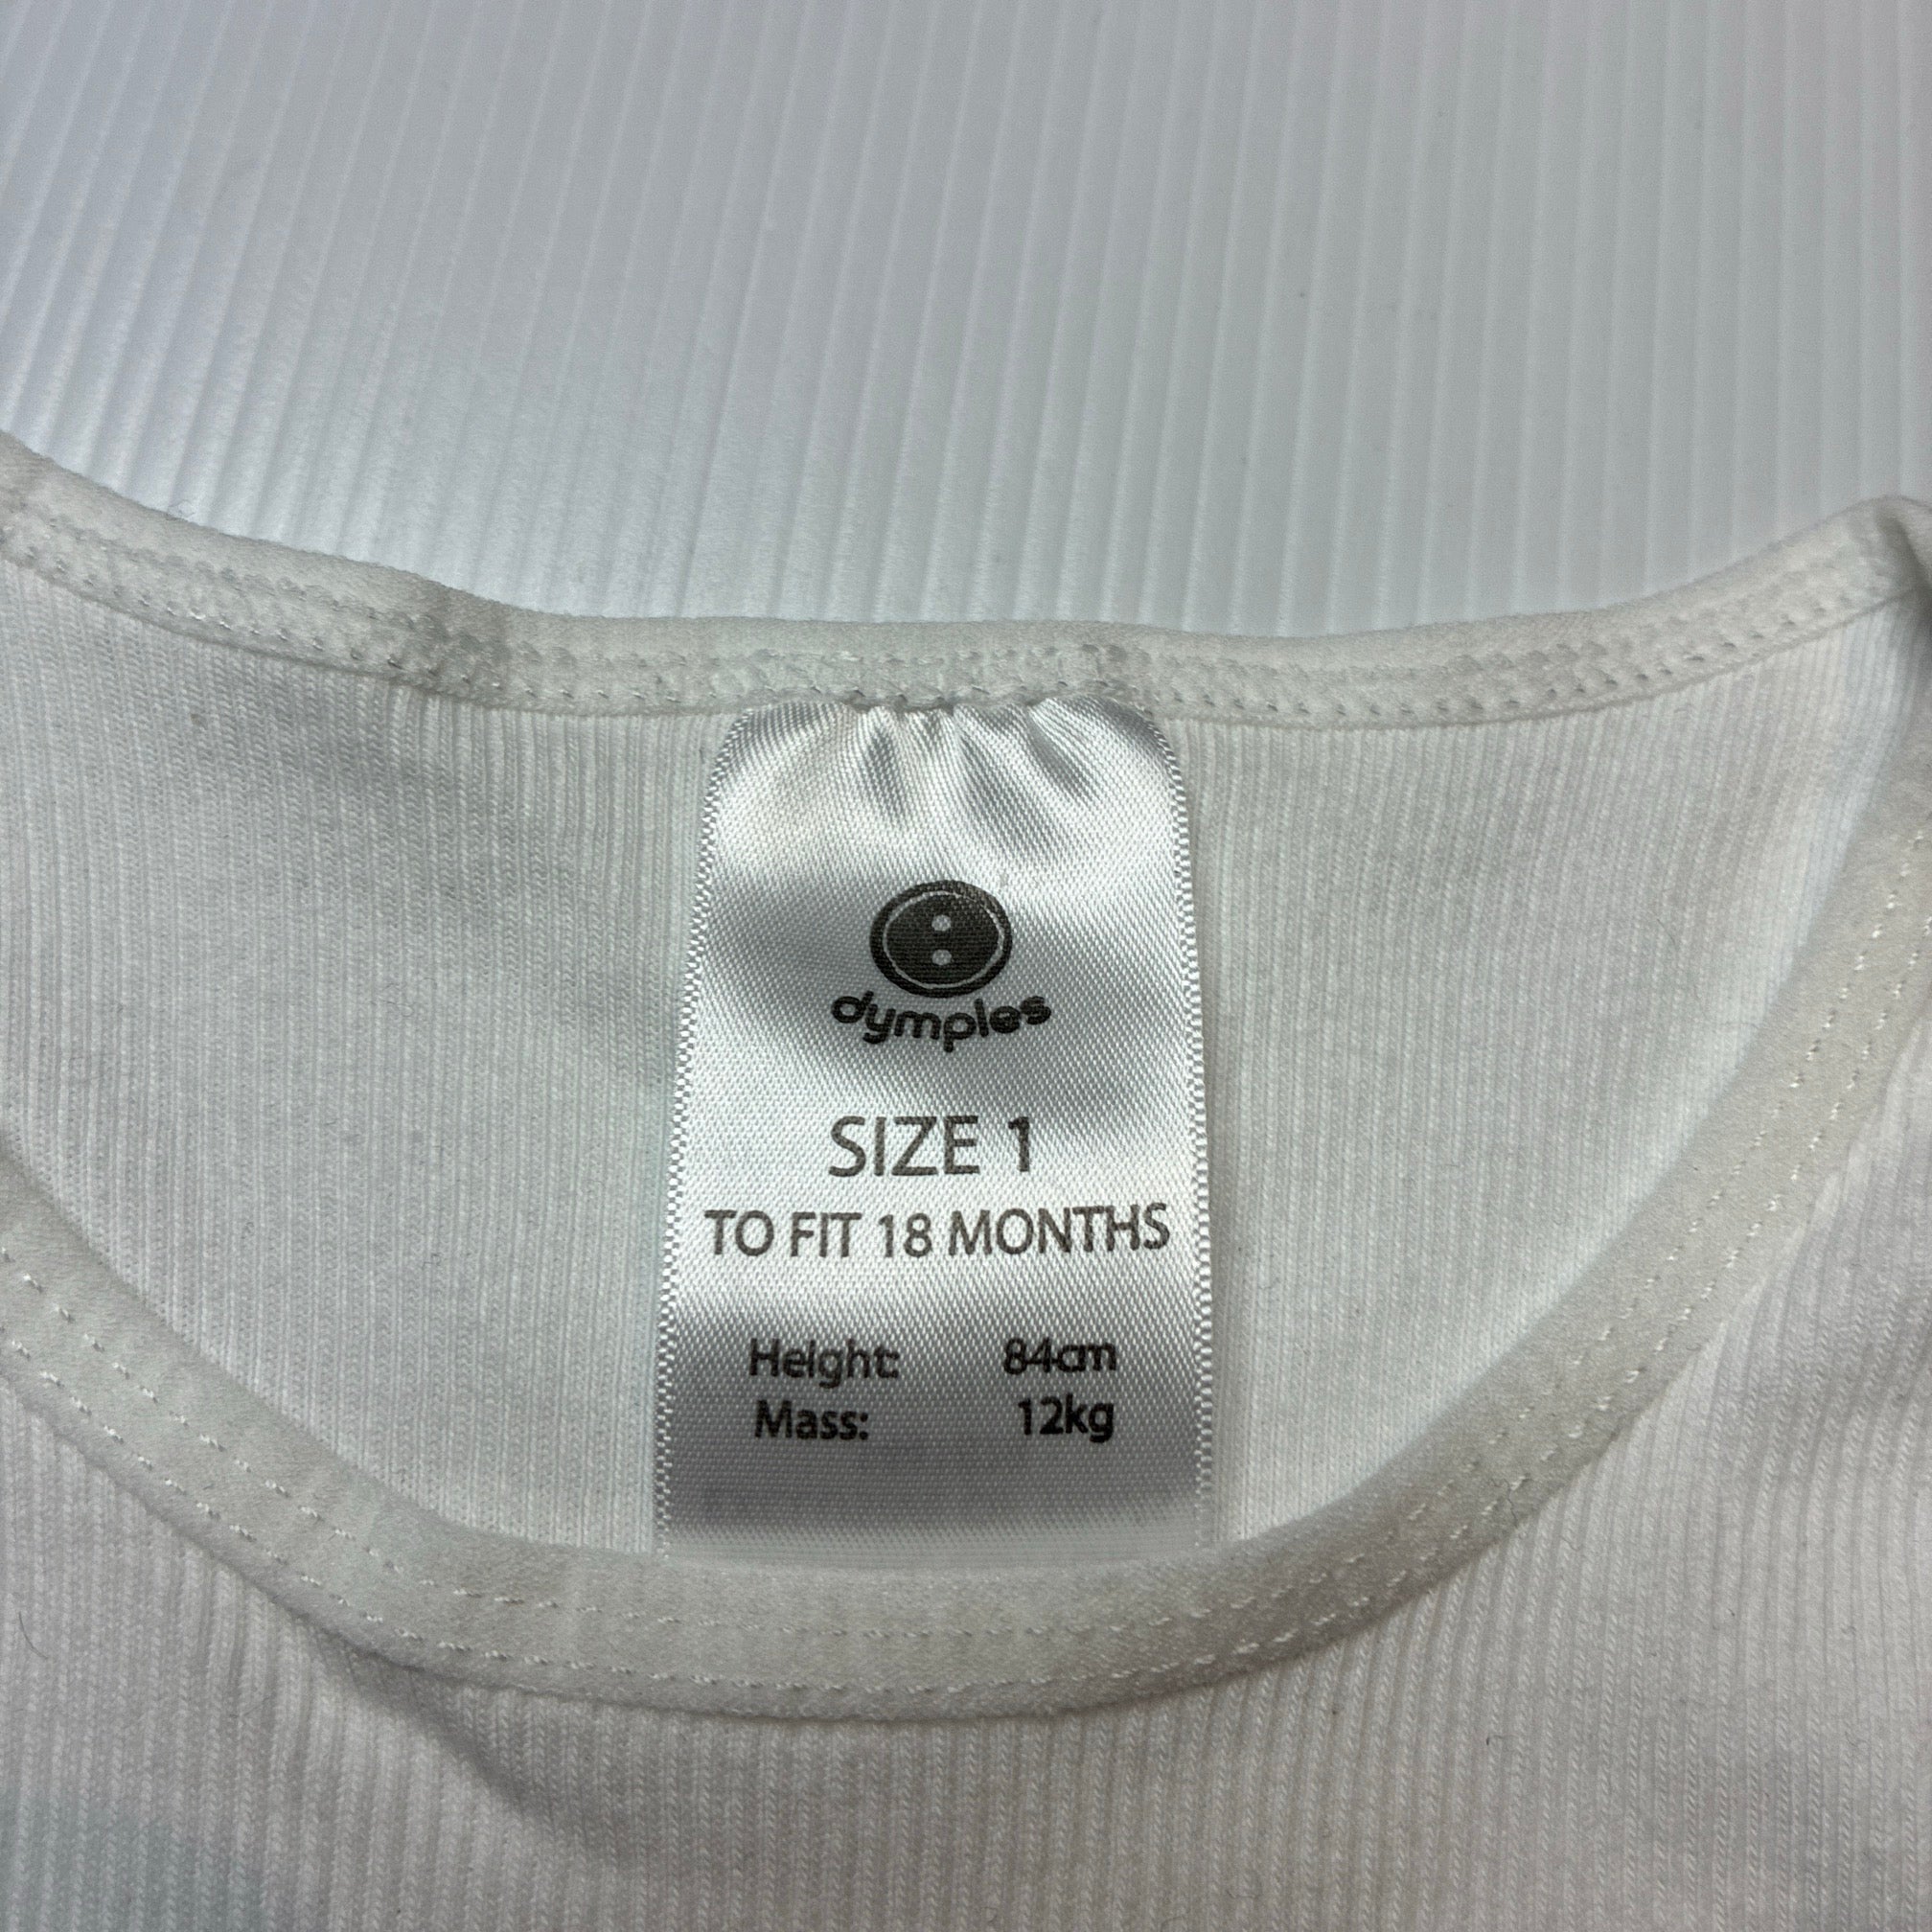 dymples
SIZE 1
TO FIT 18 MONTHS
Height: 84cm
Mass: 12kg